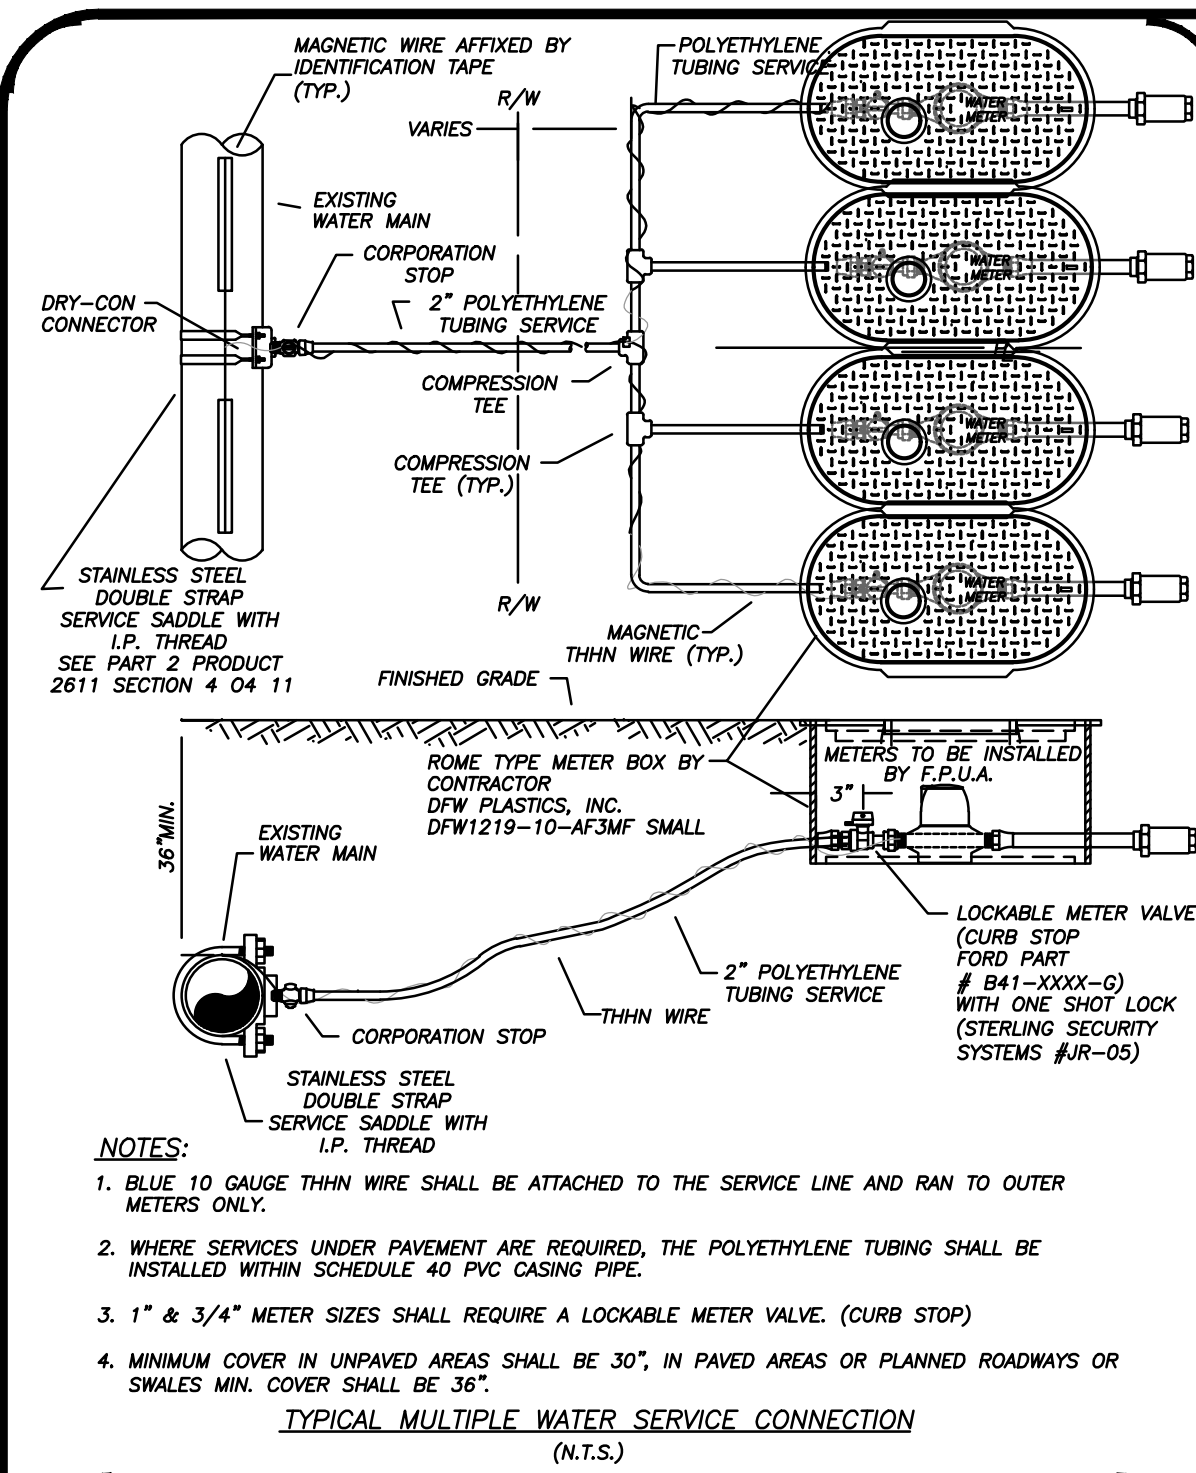 MAGNETIC WIRE AFFIXED BY
IDENTIFICATION TAPE
(TYP.)
R/W
VARIES
POLYETHYLENE
TUBING SERVICE
WATER
METER
EXISTING
WATER MAIN
CORPORATION
STOP
DRY-CON
CONNECTOR
2" POLYETHYLENE
TUBING SERVICE
WATER
METER
COMPRESSION
TEE
COMPRESSION
TEE (TYP.)
WATER
METER
STAINLESS STEEL
DOUBLE STRAP
SERVICE SADDLE WITH
I.P. THREAD
SEE PART 2 PRODUCT
2611 SECTION 4 04 11
R/W
WATER
METER
MAGNETIC
THHN WIRE (TYP.)
FINISHED GRADE
ROME TYPE METER BOX BY
CONTRACTOR
DFW PLASTICS, INC.
DFW1219-10-AF3MF SMALL
METERS TO BE INSTALLED
BY F.P.U.A.
3"
36"MIN.
EXISTING
WATER MAIN
LOCKABLE METER VALVE
(CURB STOP
FORD PART
# B41-XXXX-G)
WITH ONE SHOT LOCK
(STERLING SECURITY
SYSTEMS #JR-05)
2" POLYETHYLENE
TUBING SERVICE
THHN WIRE
CORPORATION STOP
STAINLESS STEEL
DOUBLE STRAP
SERVICE SADDLE WITH
I.P. THREAD
NOTES:
1. BLUE 10 GAUGE THHN WIRE SHALL BE ATTACHED TO THE SERVICE LINE AND RAN TO OUTER
METERS ONLY.
2. WHERE SERVICES UNDER PAVEMENT ARE REQUIRED, THE POLYETHYLENE TUBING SHALL BE
INSTALLED WITHIN SCHEDULE 40 PVC CASING PIPE.
3. 1" & 3/4" METER SIZES SHALL REQUIRE A LOCKABLE METER VALVE. (CURB STOP)
4. MINIMUM COVER IN UNPAVED AREAS SHALL BE 30", IN PAVED AREAS OR PLANNED ROADWAYS OR
SWALES MIN. COVER SHALL BE 36".
TYPICAL MULTIPLE WATER SERVICE CONNECTION
(N.T.S.)